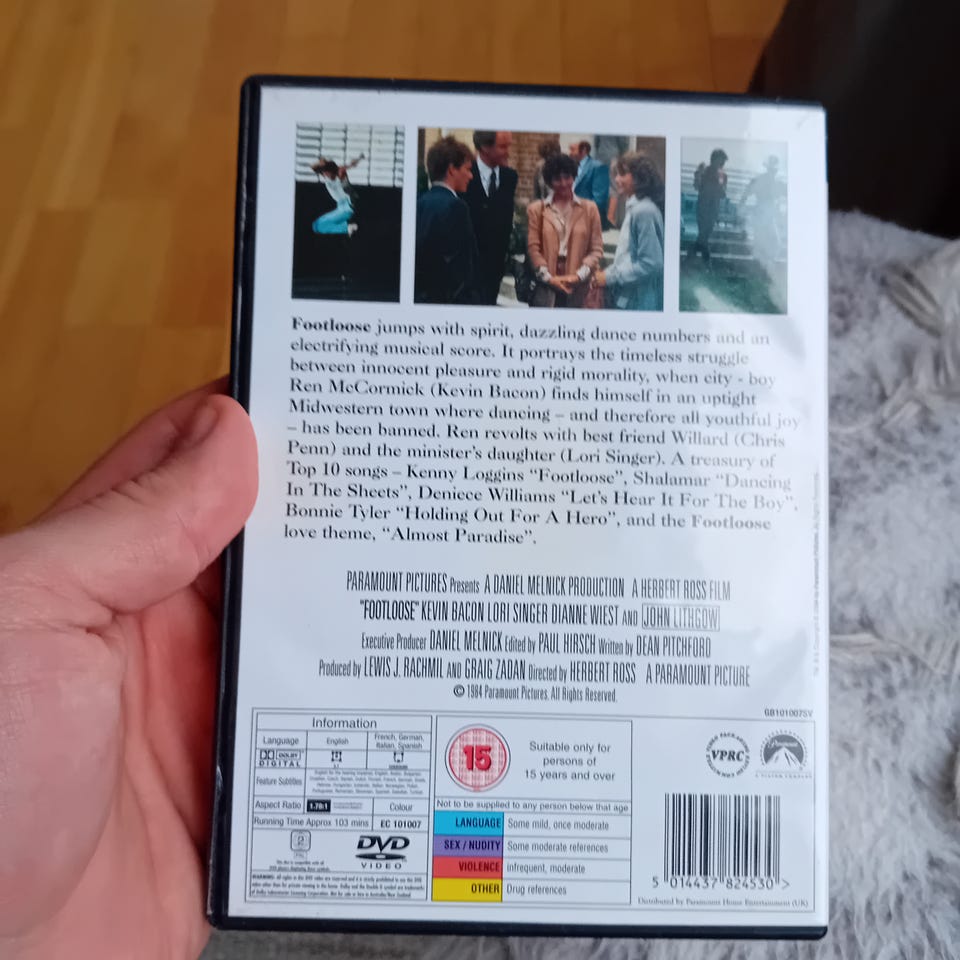 Footloose jumps with spirit, dazzling dance numbers and an
electrifying musical score. It portrays the timeless struggle
between innocent pleasure and rigid morality, when city - boy
Ren McCormick (Kevin Bacon) finds himself in an uptight
Midwestern town where dancing – and therefore all youthful joy
– has been banned. Ren revolts with best friend Willard (Chris
Penn) and the minister's daughter (Lori Singer). A treasury of
Top 10 songs – Kenny Loggins "Footloose", Shalamar "Dancing
In The Sheets", Deniece Williams "Let's Hear It For The Boy",
Bonnie Tyler "Holding Out For A Hero", and the Footloose
love theme, "Almost Paradise".
PARAMOUNT PICTURES Presents A DANIEL MELNICK PRODUCTION A HERBERT ROSS FILM
"FOOTLOOSE" KEVIN BACON LORI SINGER DIANNE WIEST AND JOHN LITHGOW
Executive Producer DANIEL MELNICK Edited by PAUL HIRSCH Written by DEAN PITCHFORD
Produced by LEWIS J. RACHMIL AND GRAIG ZADAN Directed by HERBERT ROSS A PARAMOUNT PICTURE
© 1984 Paramount Pictures. All Rights Reserved.
GB101007SV
Information
Language English French, German, Italian, Spanish
DOLBY DIGITAL
Feature Subtitles
Aspect Ratio 1.78:1 Colour
Running Time Approx 103 mins EC 101007
2
PAL
DVD
VIDEO
15
Suitable only for
persons of
15 years and over
Not to be supplied to any person below that age
LANGUAGE Some mild, once moderate
SEX / NUDITY Some moderate references
VIOLENCE Infrequent, moderate
OTHER Drug references
VPRC
Paramount
5 014437 824530 >
Distributed by Paramount Home Entertainment (UK)